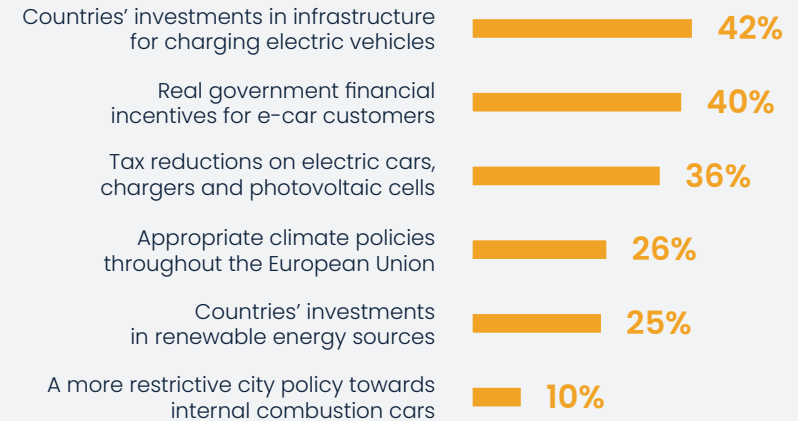 Countries’ investments in infrastructure
for charging electric vehicles
42%
Real government financial
incentives for e-car customers
40%
Tax reductions on electric cars,
chargers and photovoltaic cells
36%
Appropriate climate policies
throughout the European Union
26%
Countries’ investments
in renewable energy sources
25%
A more restrictive city policy towards
internal combustion cars
10%